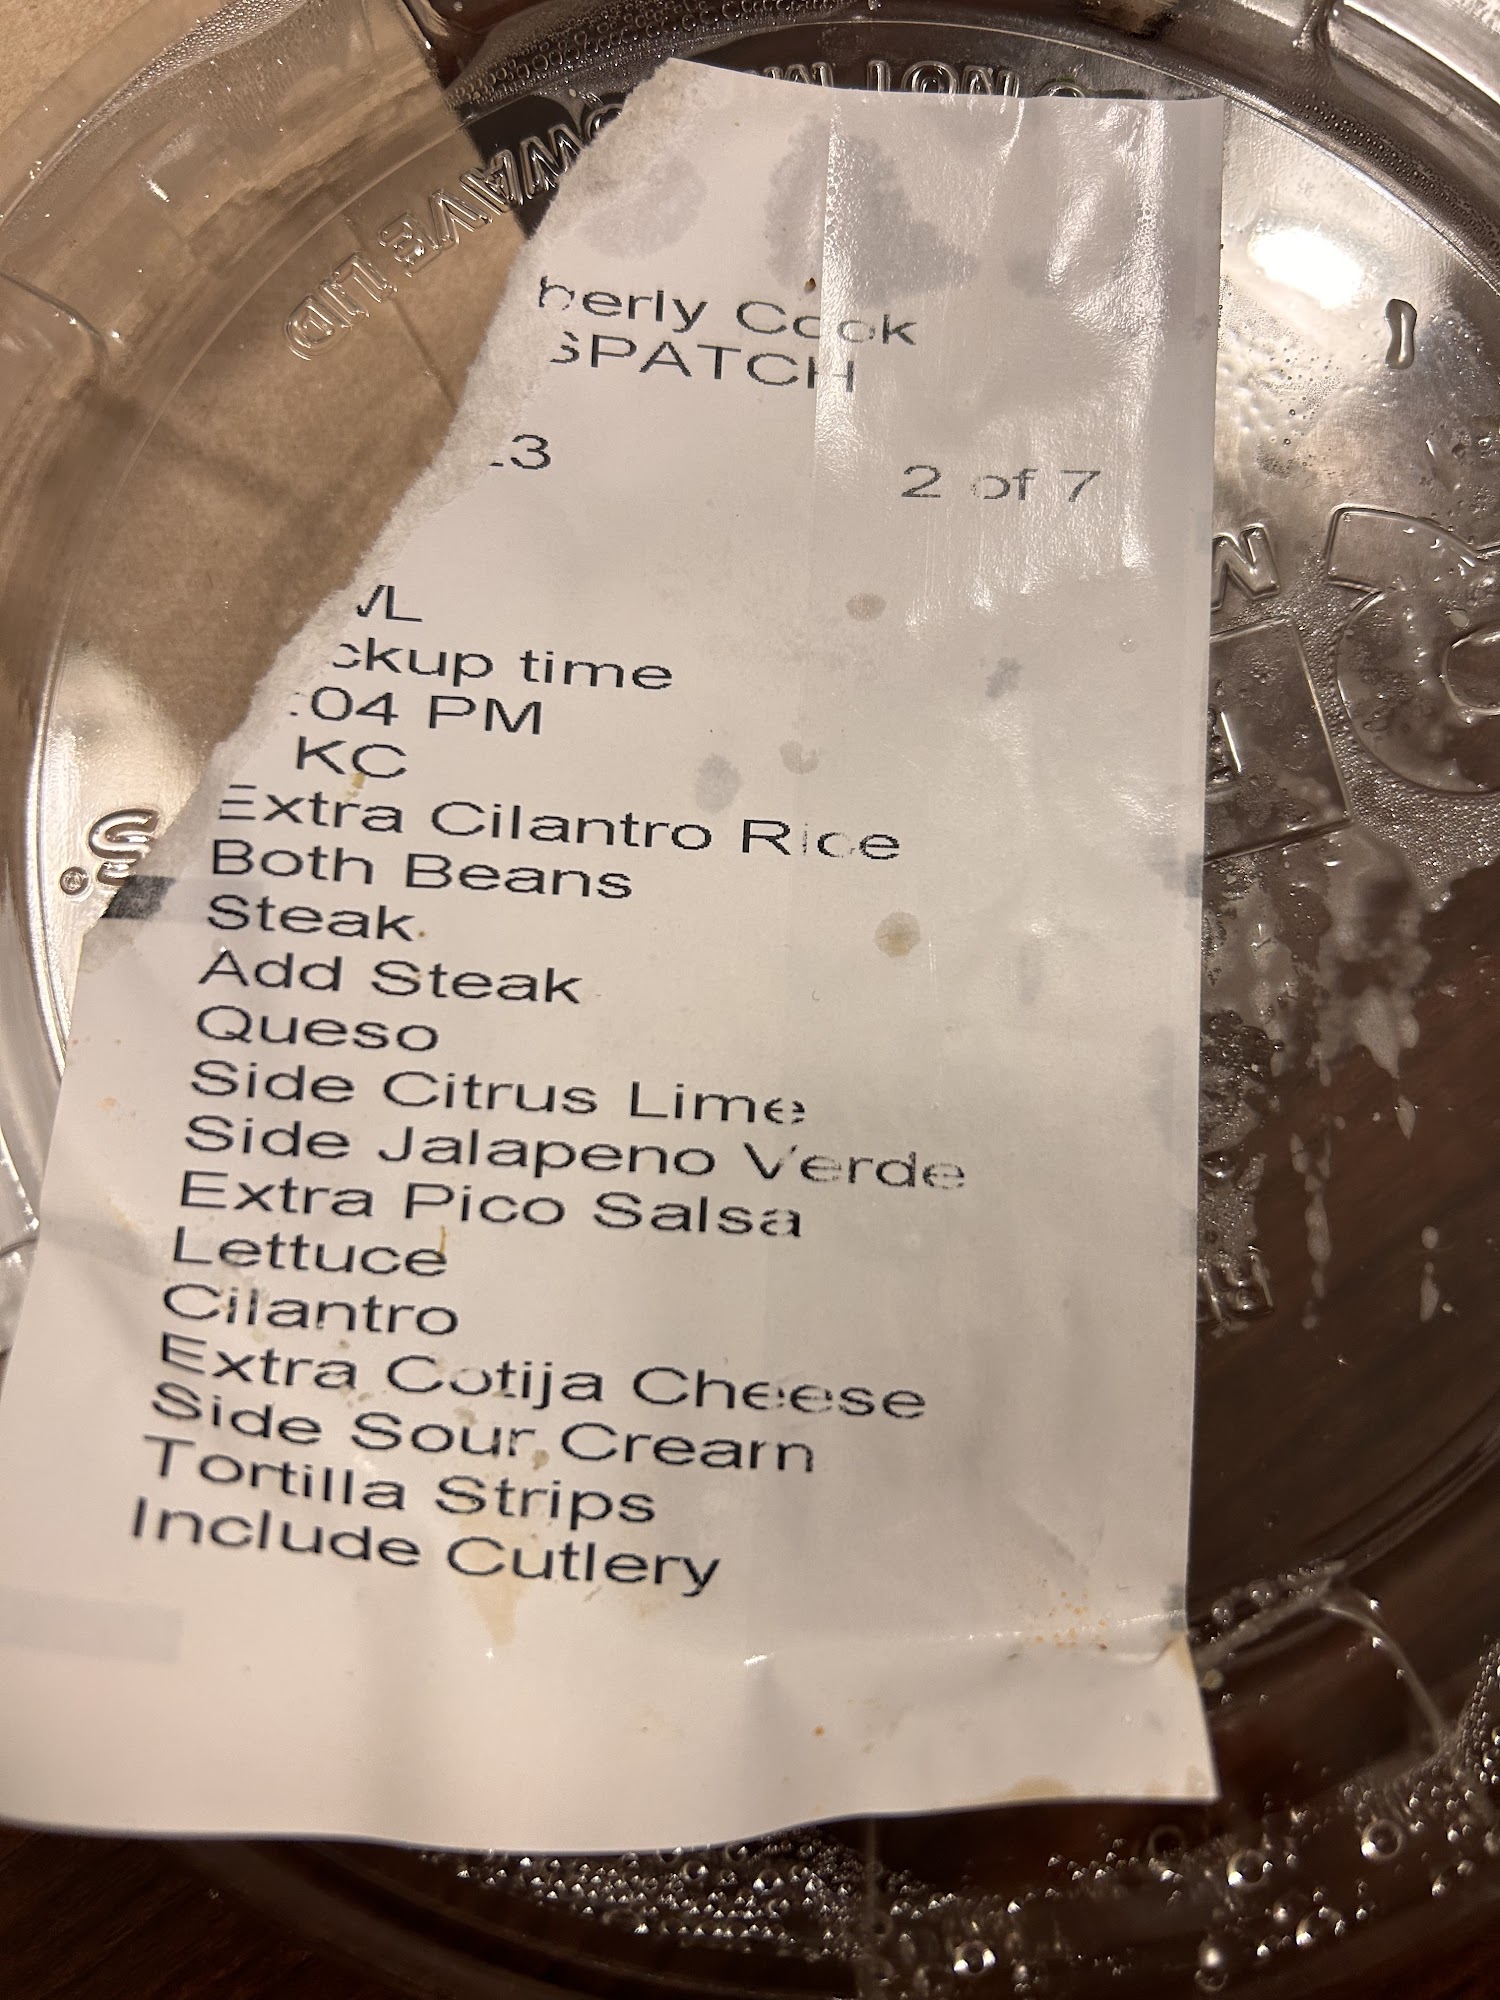 berly Cook
SPATCH
13
2 of 7
WL
ckup time
:04 PM
KC
Extra Cilantro Rice
Both Beans
Steak
Add Steak
Queso
Side Citrus Lime
Side Jalapeno Verde
Extra Pico Salsa
Lettuce
Cilantro
Extra Cotija Cheese
Side Sour Cream
Tortilla Strips
Include Cutlery